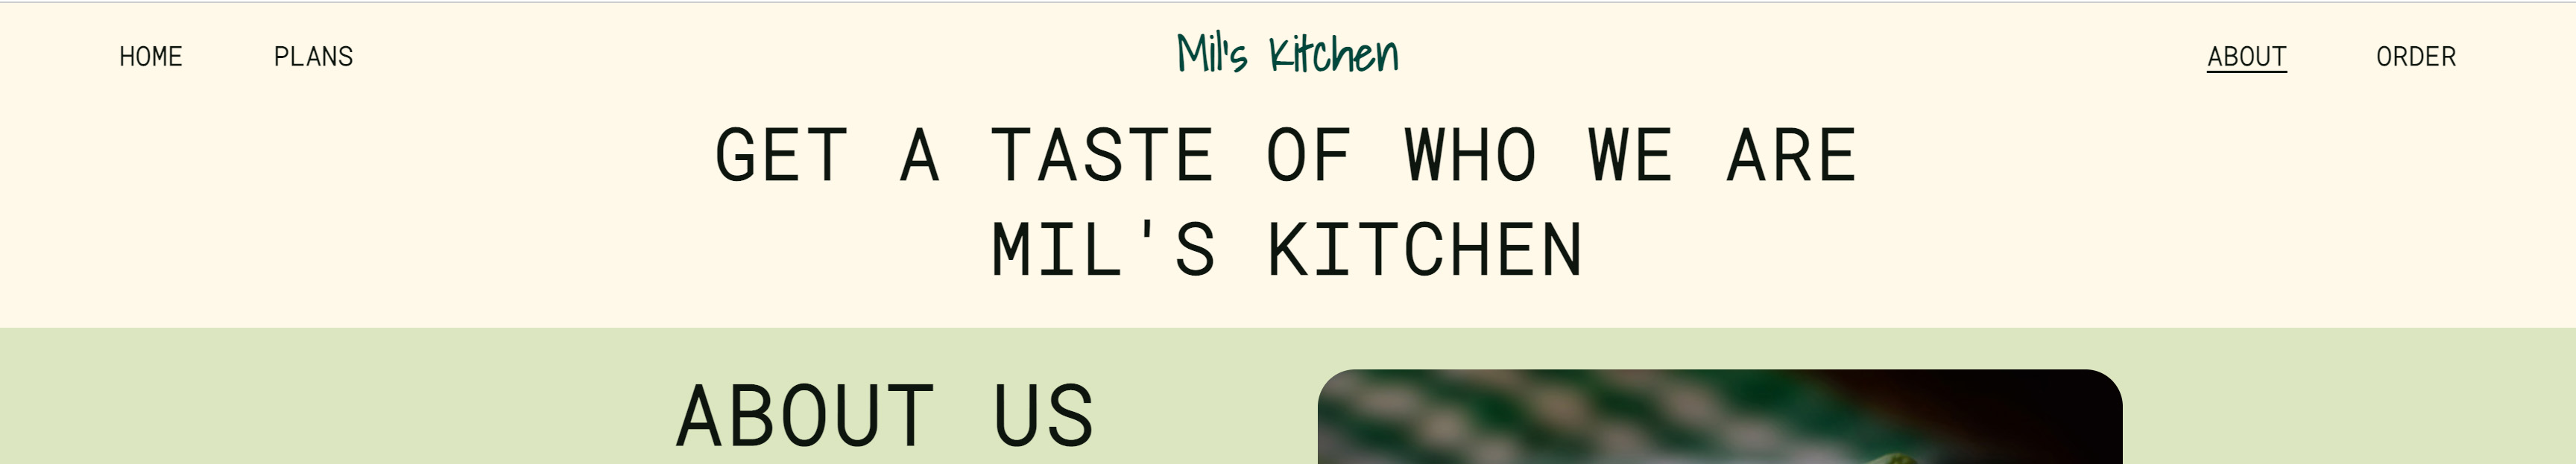 HOME PLANS Mil's Kitchen ABOUT ORDER
GET A TASTE OF WHO WE ARE
MIL'S KITCHEN
ABOUT US